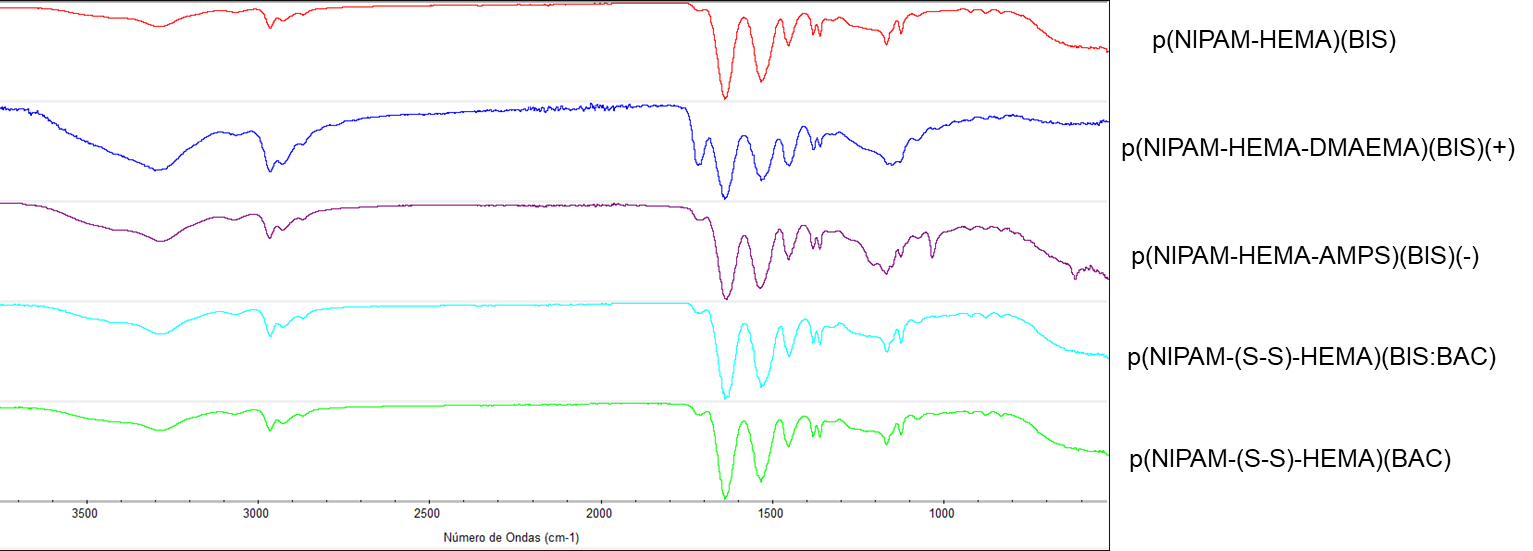 p(NIPAM-HEMA)(BIS)
p(NIPAM-HEMA-DMAEMA)(BIS)(+)
p(NIPAM-HEMA-AMPS)(BIS)(-)
p(NIPAM-(S-S)-HEMA)(BIS:BAC)
p(NIPAM-(S-S)-HEMA)(BAC)
3500 3000 2500 2000 1500 1000
Número de Ondas (cm-1)